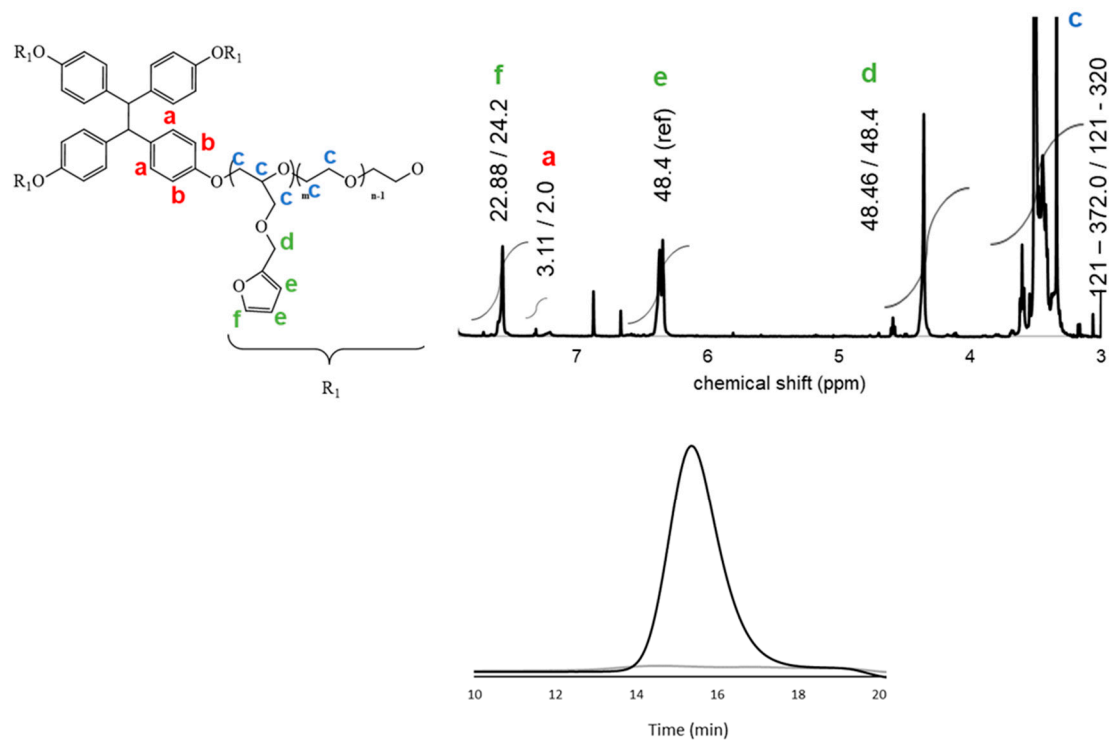 R1O
OR1
R1O
a
a
b
b
O
c
c
c
O
m
c
c
O
n-1
O
O
d
O
e
e
f
R1
f
22.88 / 24.2
a
3.11 / 2.0
e
48.4 (ref)
d
48.46 / 48.4
c
121 – 372.0 / 121 - 320
7
6
5
4
3
chemical shift (ppm)
10
12
14
16
18
20
Time (min)